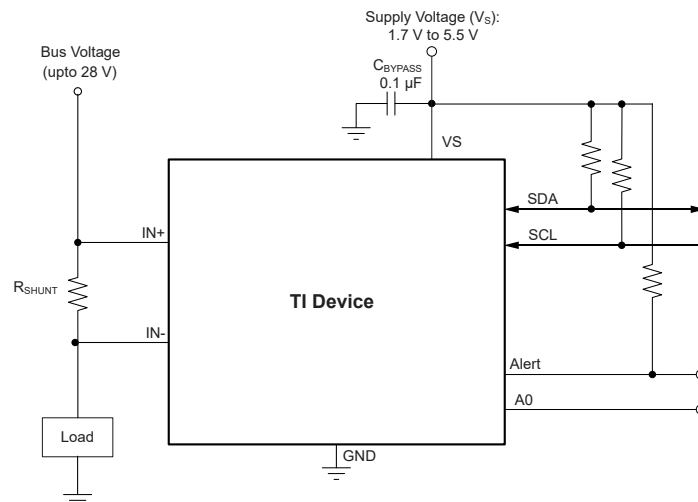 Supply Voltage (VS):
1.7 V to 5.5 V
Bus Voltage
(upto 28 V)
CBYPASS
0.1 µF
VS
SDA
IN+
SCL
RSHUNT
TI Device
IN-
Alert
A0
Load
GND